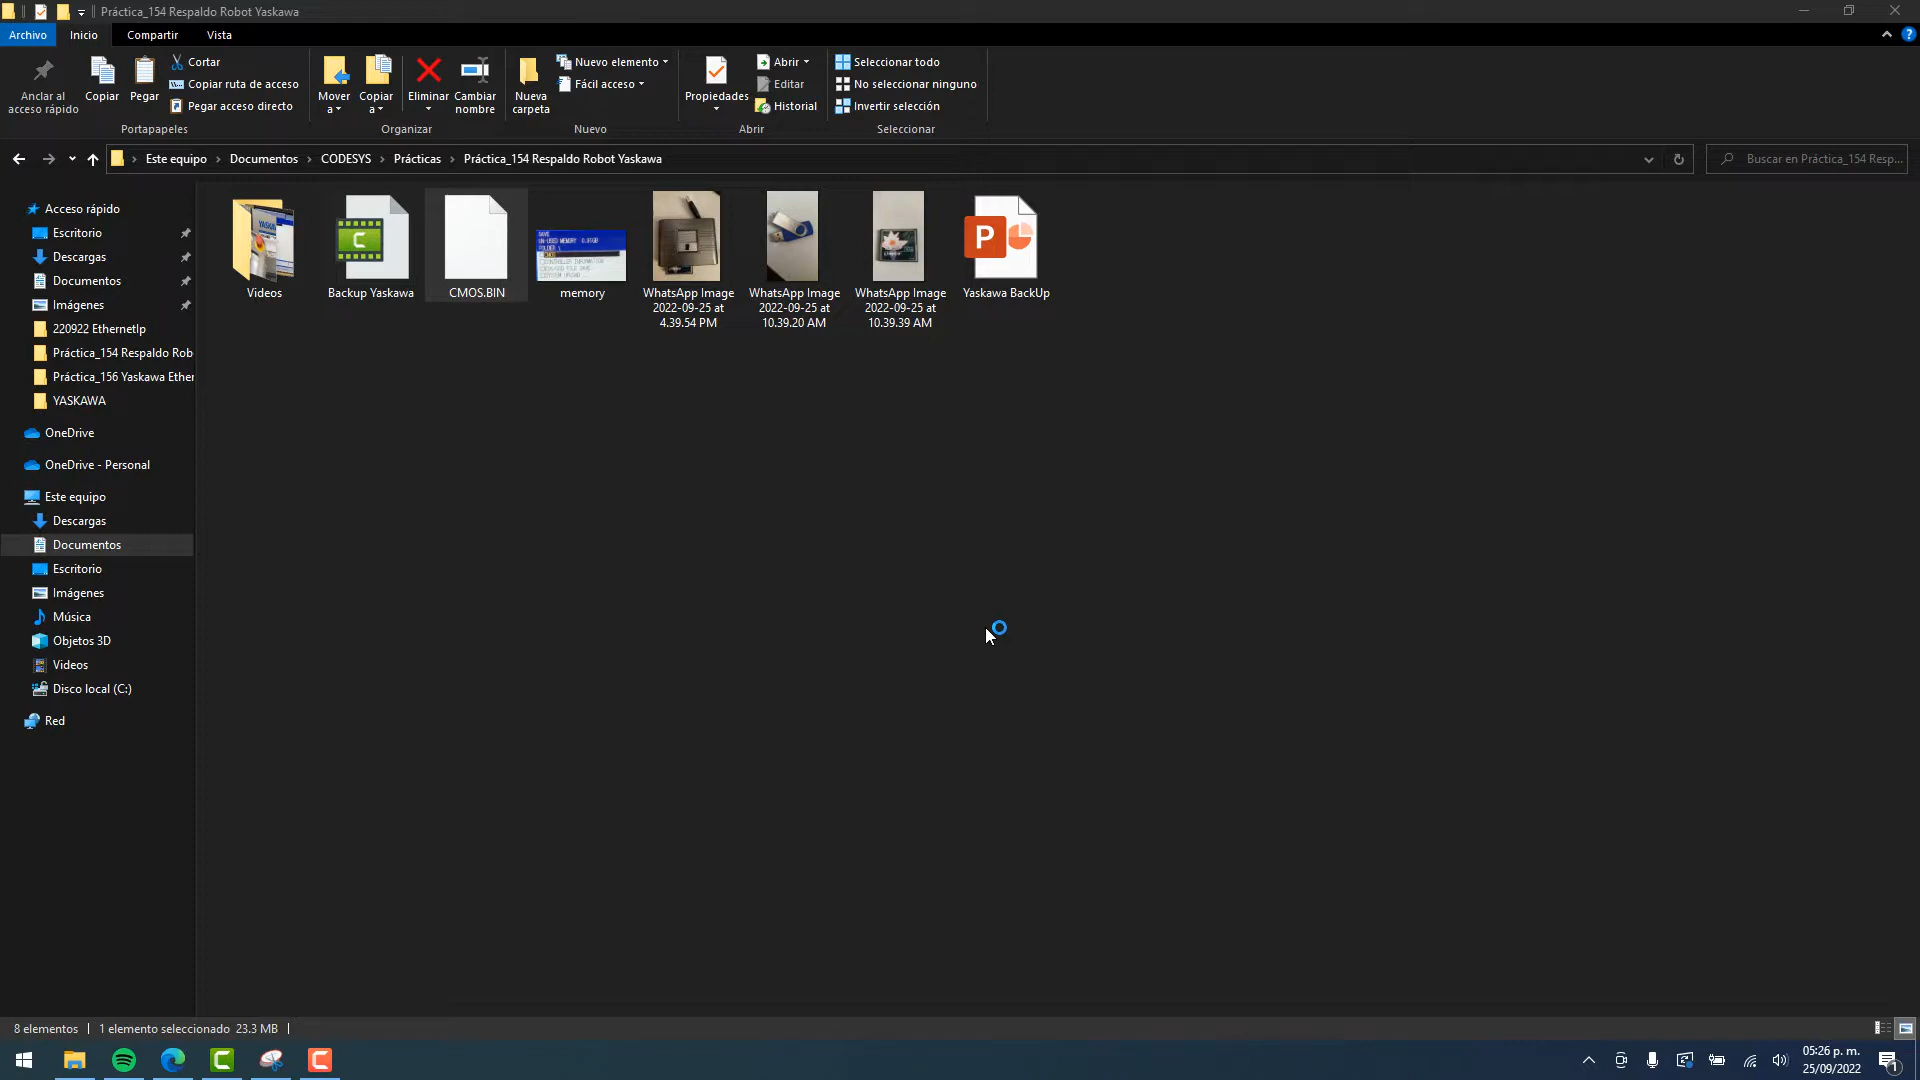 Práctica_154 Respaldo Robot Yaskawa
Archivo Inicio Compartir Vista
Anclar al acceso rápido
Copiar
Pegar
Cortar
Copiar ruta de acceso
Pegar acceso directo
Portapapeles
Mover a
Copiar a
Eliminar
Cambiar nombre
Organizar
Nueva carpeta
Nuevo elemento
Fácil acceso
Nuevo
Propiedades
Abrir
Editar
Historial
Abrir
Seleccionar todo
No seleccionar ninguno
Invertir selección
Seleccionar
Este equipo > Documentos > CODESYS > Prácticas > Práctica_154 Respaldo Robot Yaskawa
Buscar en Práctica_154 Resp...
Acceso rápido
Escritorio
Descargas
Documentos
Imágenes
220922 EthernetIp
Práctica_154 Respaldo Rob
Práctica_156 Yaskawa Ether
YASKAWA
OneDrive
OneDrive - Personal
Este equipo
Descargas
Documentos
Escritorio
Imágenes
Música
Objetos 3D
Videos
Disco local (C:)
Red
Videos
Backup Yaskawa
CMOS.BIN
memory
WhatsApp Image
2022-09-25 at
4.39.54 PM
WhatsApp Image
2022-09-25 at
10.39.20 AM
WhatsApp Image
2022-09-25 at
10.39.39 AM
Yaskawa BackUp
8 elementos
1 elemento seleccionado 23.3 MB
05:26 p. m.
25/09/2022